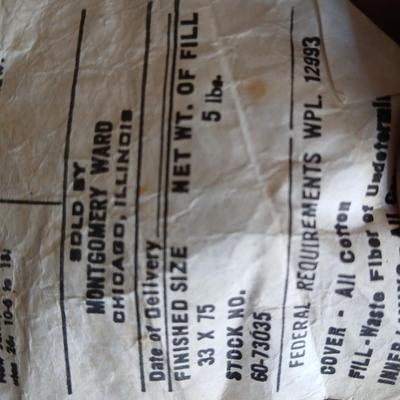 SOLD BY
MONTGOMERY WARD
CHICAGO, ILLINOIS
Date of Delivery
FINISHED SIZE NET WT. OF FILL
33 X 75 5 lbs.
STOCK NO.
60-73035
FEDERAL REQUIREMENTS WPL. 12993
COVER - All Cotton
FILL-Waste Fiber of
INNER